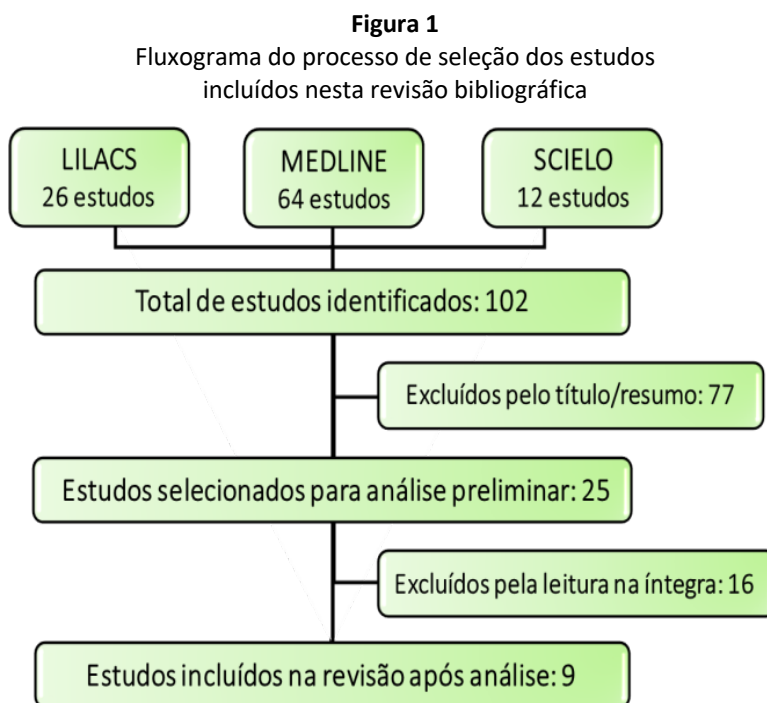 Figura 1
Fluxograma do processo de seleção dos estudos
incluídos nesta revisão bibliográfica
LILACS
26 estudos
MEDLINE
64 estudos
SCIELO
12 estudos
Total de estudos identificados: 102
Excluídos pelo título/resumo: 77
Estudos selecionados para análise preliminar: 25
Excluídos pela leitura na íntegra: 16
Estudos incluídos na revisão após análise: 9